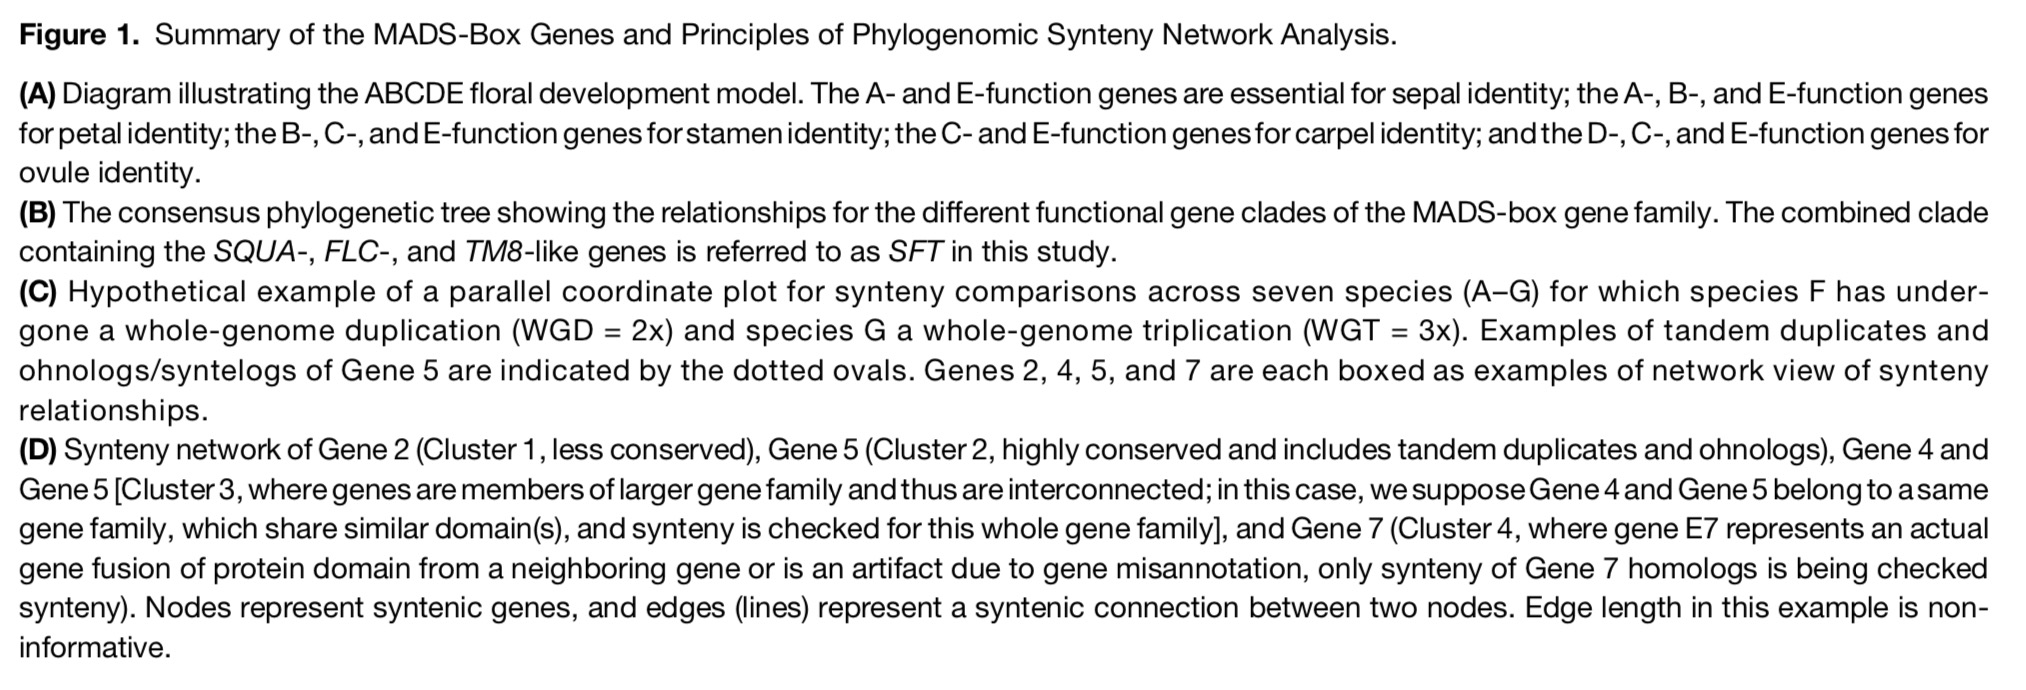 Figure 1. Summary of the MADS-Box Genes and Principles of Phylogenomic Synteny Network Analysis.
(A) Diagram illustrating the ABCDE floral development model. The A- and E-function genes are essential for sepal identity; the A-, B-, and E-function genes
for petal identity; the B-, C-, and E-function genes for stamen identity; the C- and E-function genes for carpel identity; and the D-, C-, and E-function genes for
ovule identity.
(B) The consensus phylogenetic tree showing the relationships for the different functional gene clades of the MADS-box gene family. The combined clade
containing the SQUA-, FLC-, and TM8-like genes is referred to as SFT in this study.
(C) Hypothetical example of a parallel coordinate plot for synteny comparisons across seven species (A–G) for which species F has under-
gone a whole-genome duplication (WGD = 2x) and species G a whole-genome triplication (WGT = 3x). Examples of tandem duplicates and
ohnologs/syntelogs of Gene 5 are indicated by the dotted ovals. Genes 2, 4, 5, and 7 are each boxed as examples of network view of synteny
relationships.
(D) Synteny network of Gene 2 (Cluster 1, less conserved), Gene 5 (Cluster 2, highly conserved and includes tandem duplicates and ohnologs), Gene 4 and
Gene 5 [Cluster 3, where genes are members of larger gene family and thus are interconnected; in this case, we suppose Gene 4 and Gene 5 belong to a same
gene family, which share similar domain(s), and synteny is checked for this whole gene family], and Gene 7 (Cluster 4, where gene E7 represents an actual
gene fusion of protein domain from a neighboring gene or is an artifact due to gene misannotation, only synteny of Gene 7 homologs is being checked
synteny). Nodes represent syntenic genes, and edges (lines) represent a syntenic connection between two nodes. Edge length in this example is non-
informative.